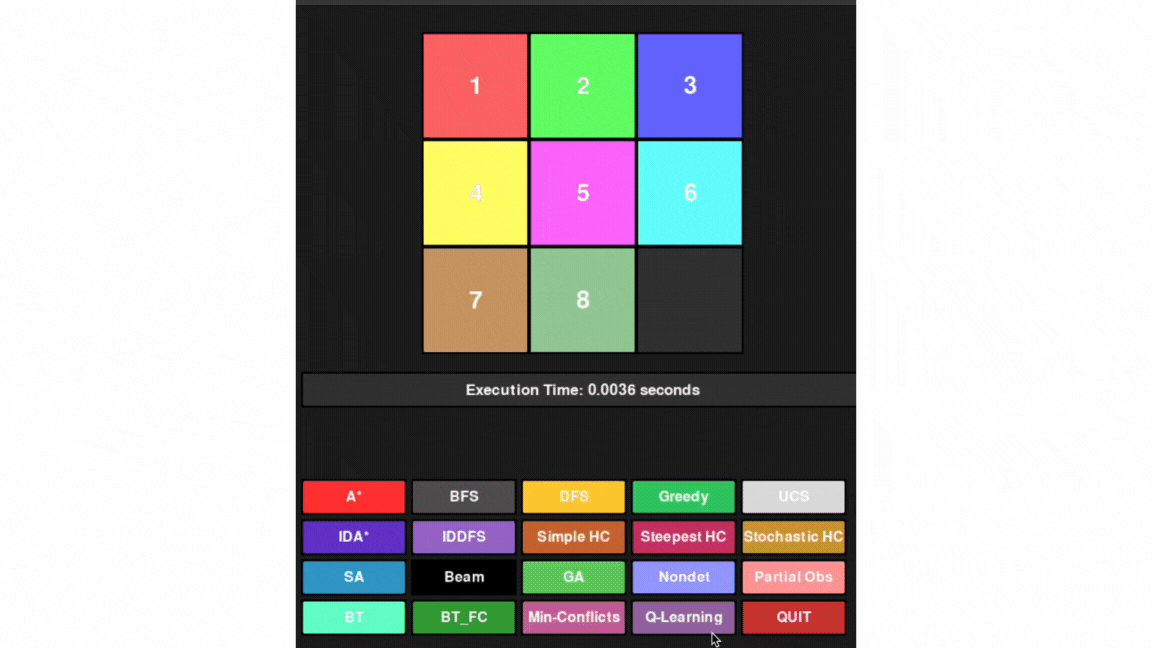 1 2 3
4 5 6
7 8
Execution Time: 0.0036 seconds
A* BFS DFS Greedy UCS
IDA* IDDFS Simple HC Steepest HC Stochastic HC
SA Beam GA Nondet Partial Obs
BT BT_FC Min-Conflicts Q-Learning QUIT